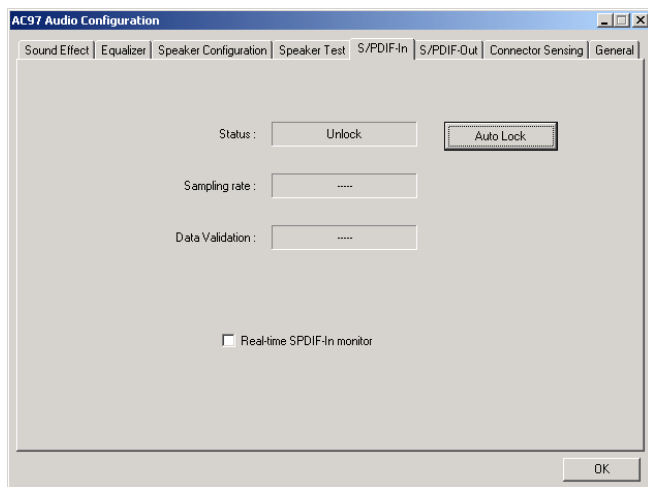 AC97 Audio Configuration
Sound Effect Equalizer Speaker Configuration Speaker Test S/PDIF-In S/PDIF-Out Connector Sensing General
Status : Unlock Auto Lock
Sampling rate : -----
Data Validation : -----
Real-time SPDIF-In monitor
OK